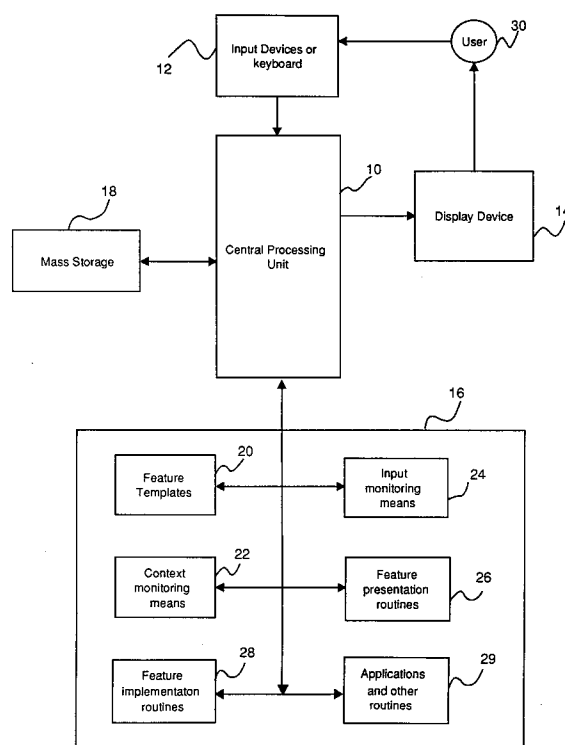 User
30
Input Devices or
keyboard
12
10
18
14
Display Device
Mass Storage
Central Processing
Unit
16
20
Feature
Templates
Input
monitoring
means
24
22
Context
monitoring
means
Feature
presentation
routines
26
28
Feature
implementaton
routines
29
Applications
and other
routines